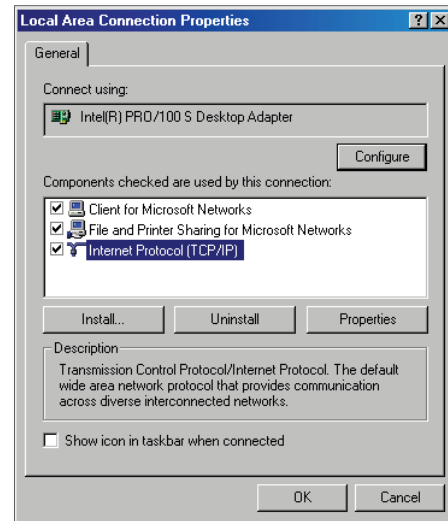 Local Area Connection Properties
General
Connect using:
Intel(R) PRO/100 S Desktop Adapter
Configure
Components checked are used by this connection:
Client for Microsoft Networks
File and Printer Sharing for Microsoft Networks
Internet Protocol (TCP/IP)
Install... Uninstall Properties
Description
Transmission Control Protocol/Internet Protocol. The default
wide area network protocol that provides communication
across diverse interconnected networks.
Show icon in taskbar when connected
OK Cancel